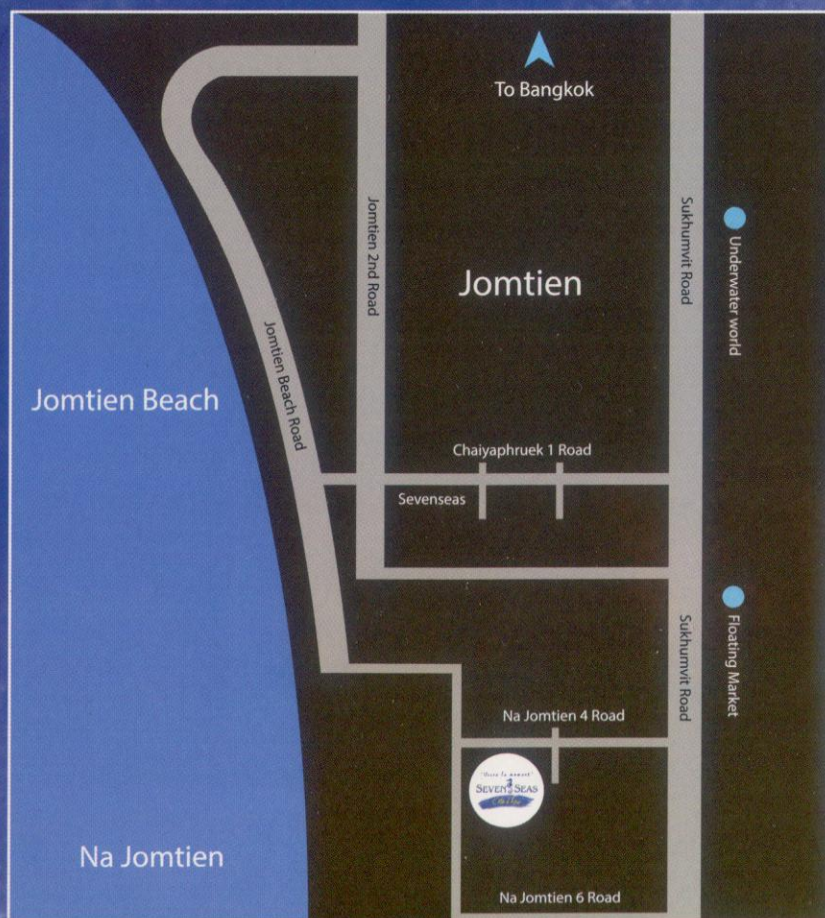 To Bangkok
Jomtien 2nd Road
Sukhumvit Road
Underwater world
Jomtien
Jomtien Beach Road
Jomtien Beach
Chaiyaphruek 1 Road
Sevenseas
Sukhumvit Road
Floating Market
Na Jomtien 4 Road
SEVEN SEAS
Na Jomtien
Na Jomtien 6 Road